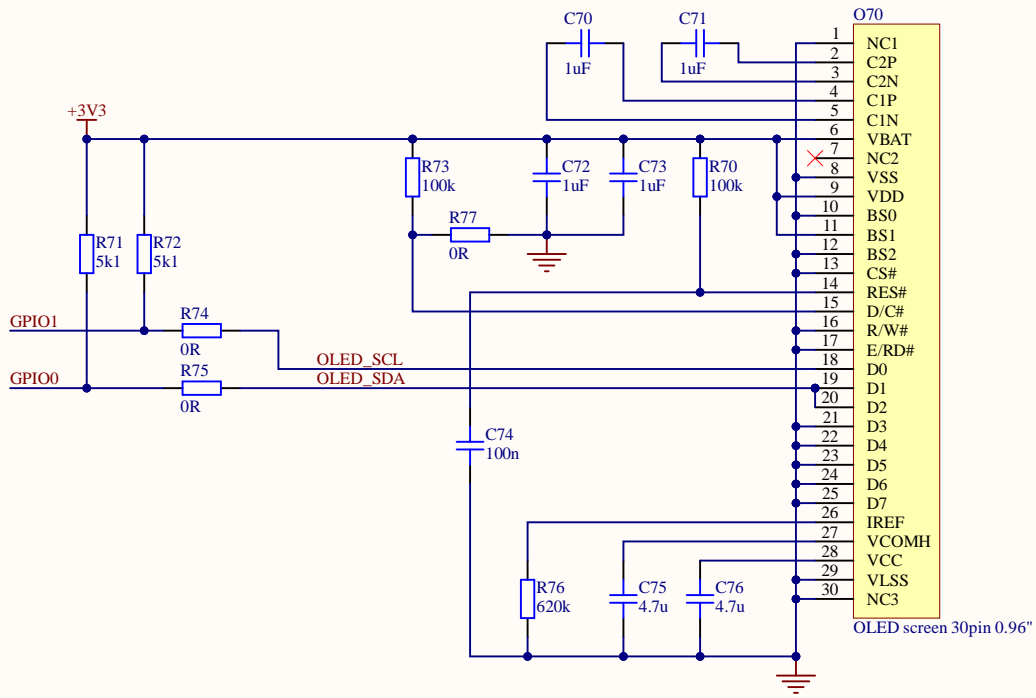 C70
1uF
C71
1uF
O70
1 NC1
2 C2P
3 C2N
4 C1P
5 C1N
6 VBAT
7 NC2
8 VSS
9 VDD
10 BS0
11 BS1
12 BS2
13 CS#
14 RES#
15 D/C#
16 R/W#
17 E/RD#
18 D0
19 D1
20 D2
21 D3
22 D4
23 D5
24 D6
25 D7
26 IREF
27 VCOMH
28 VCC
29 VLSS
30 NC3
OLED screen 30pin 0.96"
+3V3
R73
100k
C72
1uF
C73
1uF
R70
100k
R77
0R
R71
5k1
R72
5k1
GPIO1
R74
0R
OLED_SCL
GPIO0
R75
0R
OLED_SDA
C74
100n
R76
620k
C75
4.7u
C76
4.7u